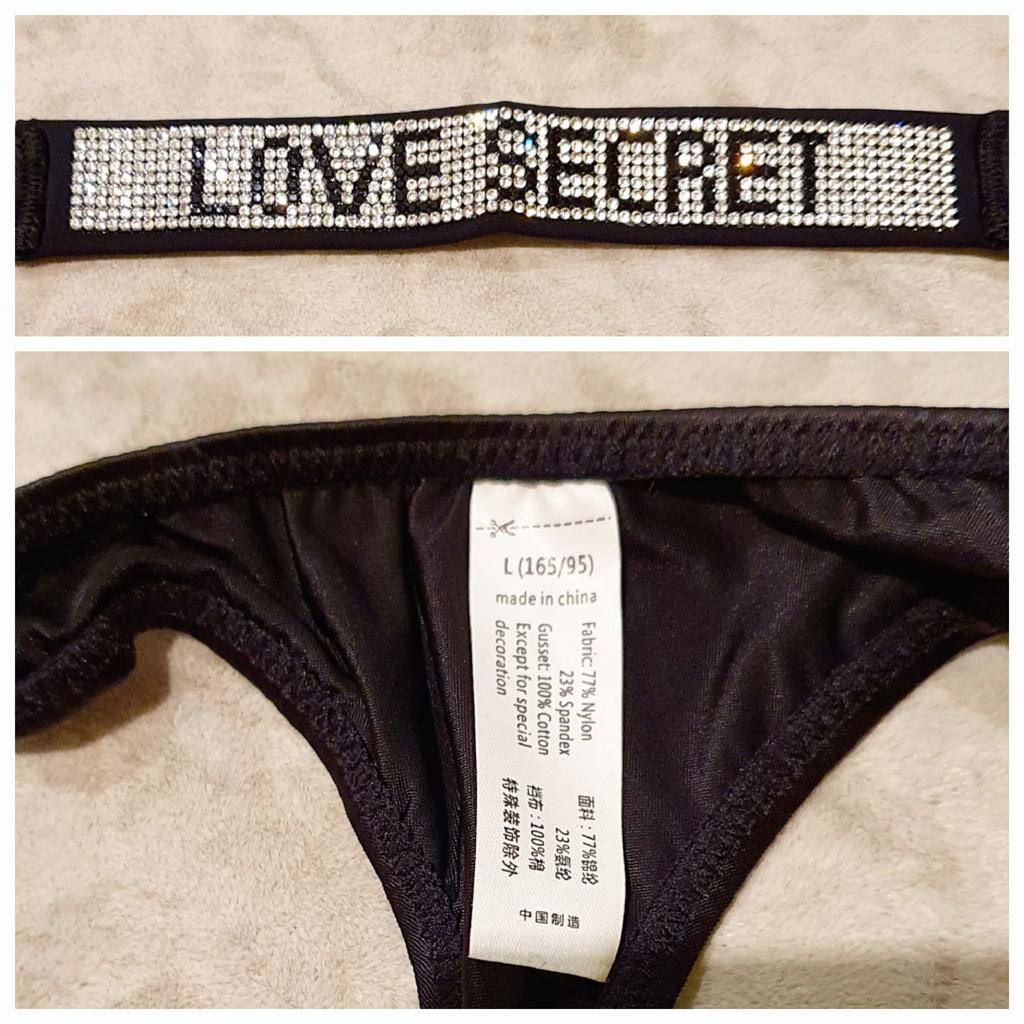 LOVE SECRET
L (165/95)
made in china
Fabric: 77% Nylon
23% Spandex
Gusset: 100% Cotton
Except for special
decoration
面料：77%锦纶
23%氨纶
裆布：100%棉
特殊装饰除外
中国制造